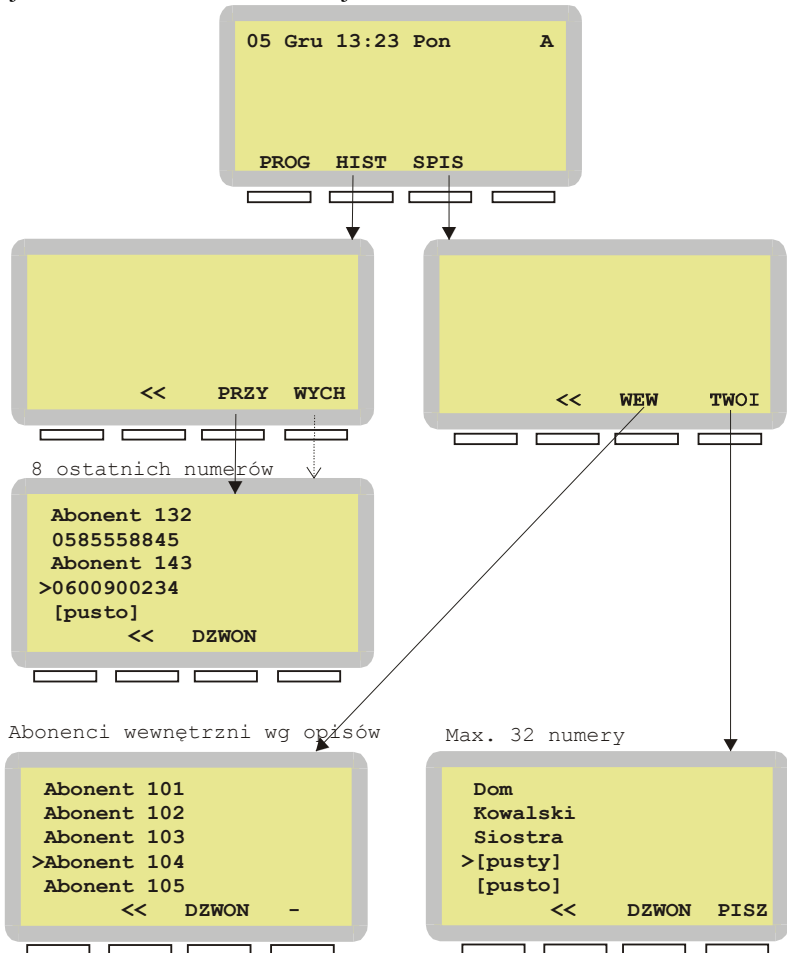 05 Gru 13:23 Pon A
PROG HIST SPIS
<< PRZY WYCH
<< WEW TWOI
8 ostatnich numerów
Abonent 132
0585558845
Abonent 143
>0600900234
[pusto]
<< DZWON
Abonenci wewnętrzni wg opisów
Abonent 101
Abonent 102
Abonent 103
>Abonent 104
Abonent 105
<< DZWON -
Max. 32 numery
Dom
Kowalski
Siostra
>[pusty]
[pusto]
<< DZWON PISZ